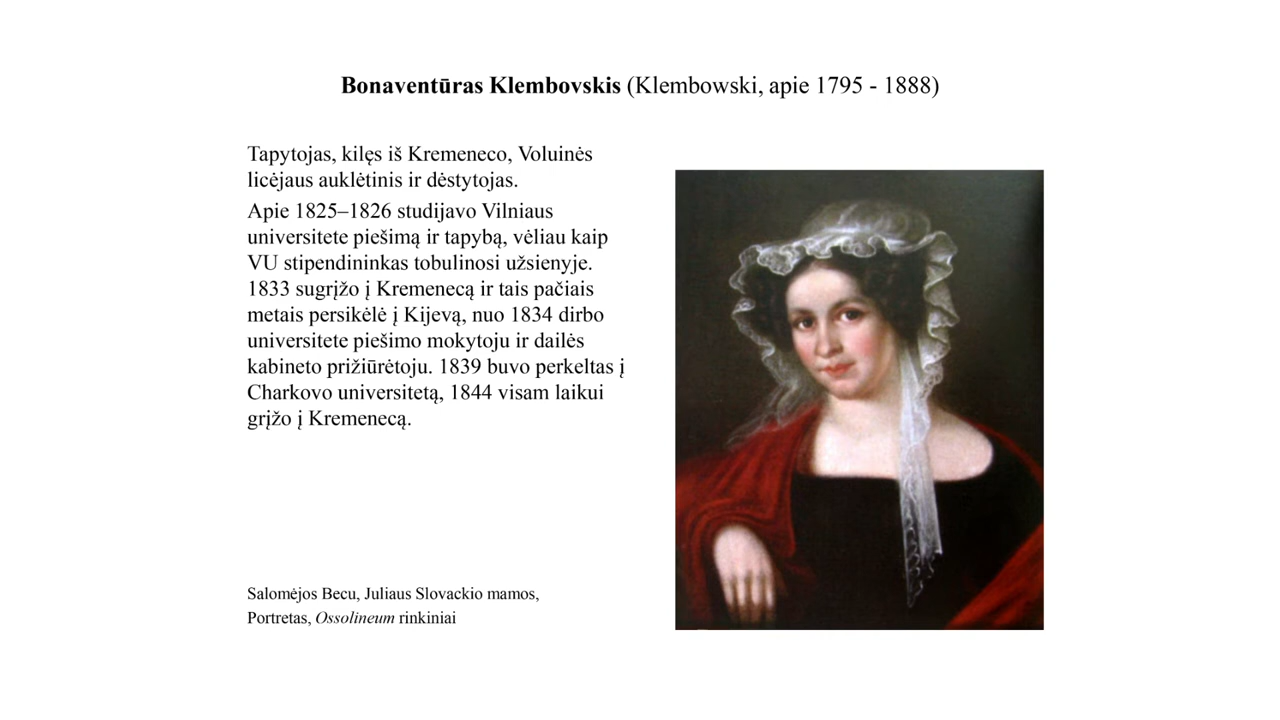 Bonaventūras Klembovskis (Klembowski, apie 1795 - 1888)
Tapytojas, kilęs iš Kremeneco, Voluinės
licėjaus auklėtinis ir dėstytojas.
Apie 1825–1826 studijavo Vilniaus
universitete piešimą ir tapybą, vėliau kaip
VU stipendininkas tobulinosi užsienyje.
1833 sugrįžo į Kremenecą ir tais pačiais
metais persikėlė į Kijevą, nuo 1834 dirbo
universitete piešimo mokytoju ir dailės
kabineto prižiūrėtoju. 1839 buvo perkeltas į
Charkovo universitetą, 1844 visam laikui
grįžo į Kremenecą.
Salomėjos Becu, Juliaus Slovackio mamos,
Portretas, Ossolineum rinkiniai